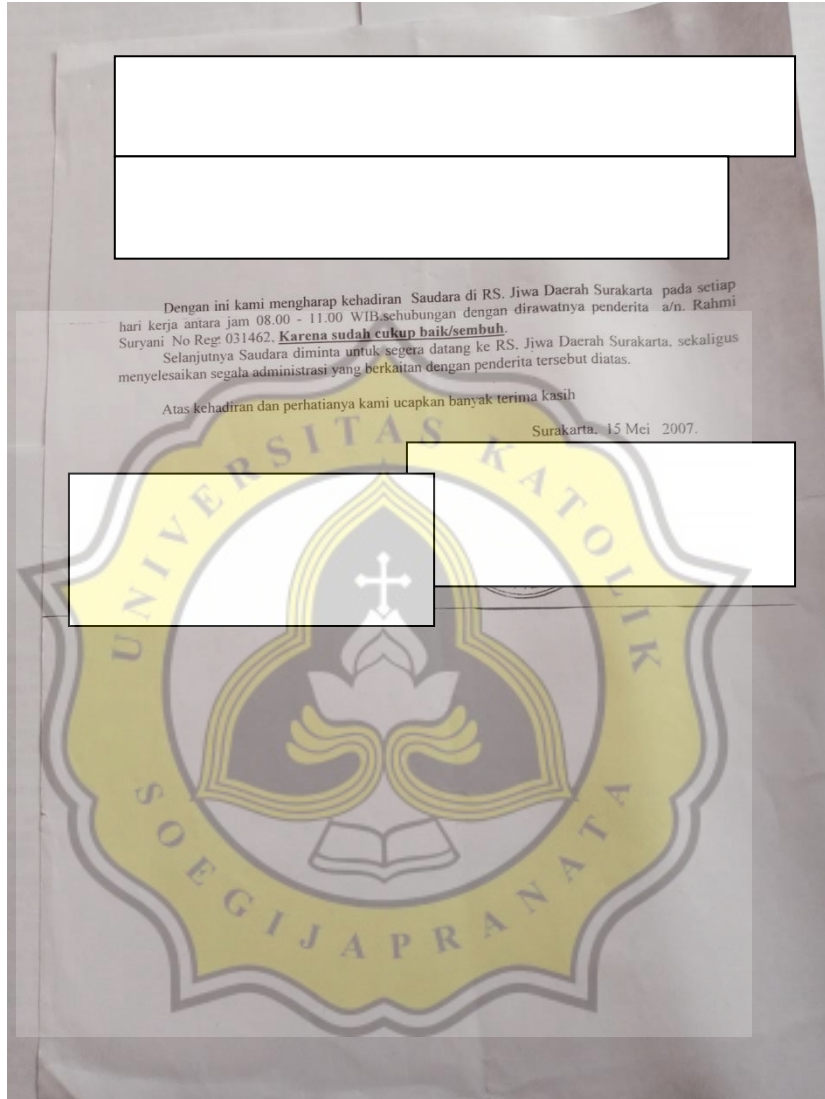 Dengan ini kami mengharap kehadiran Saudara di RS. Jiwa Daerah Surakarta pada setiap
hari kerja antara jam 08.00 - 11.00 WIB.sehubungan dengan dirawatnya penderita a/n. Rahmi
Suryani No Reg: 031462. Karena sudah cukup baik/sembuh.
Selanjutnya Saudara diminta untuk segera datang ke RS. Jiwa Daerah Surakarta, sekaligus
menyelesaikan segala administrasi yang berkaitan dengan penderita tersebut diatas.
Atas kehadiran dan perhatianya kami ucapkan banyak terima kasih
Surakarta, 15 Mei 2007.
UNIVERSITAS KATOLIK
SOEGIJAPRANATA